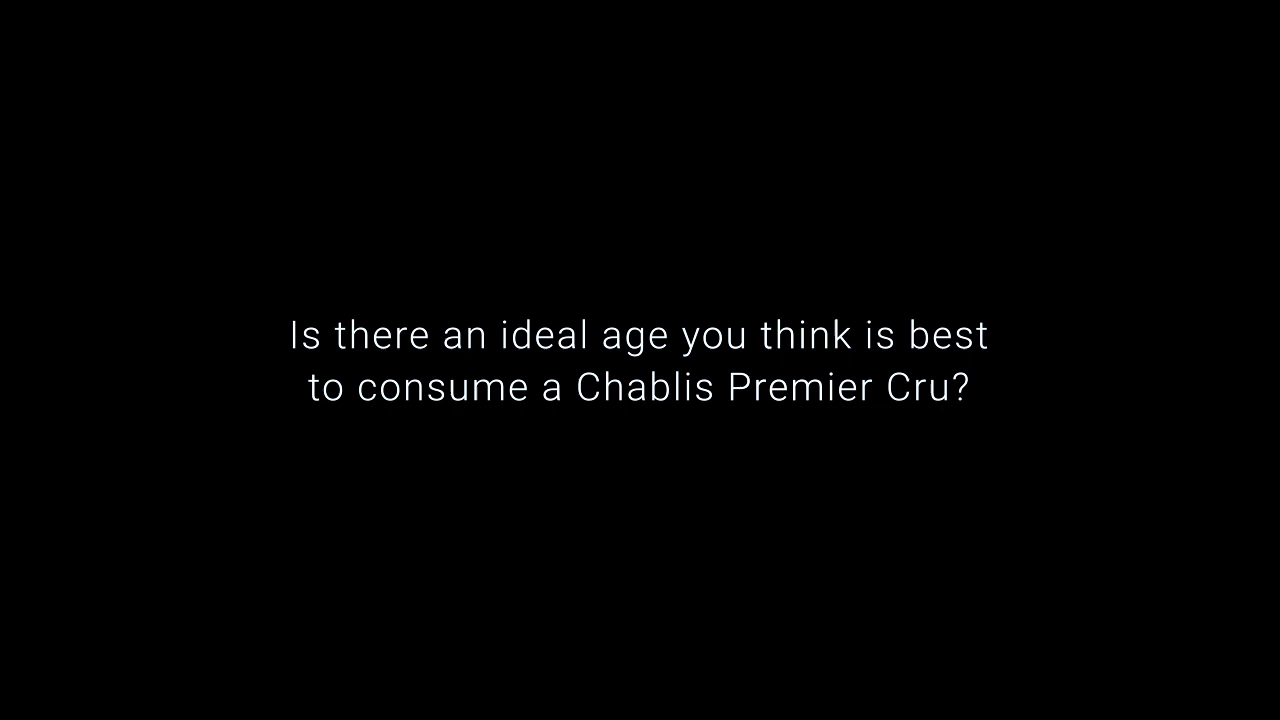 Is there an ideal age you think is best
to consume a Chablis Premier Cru?